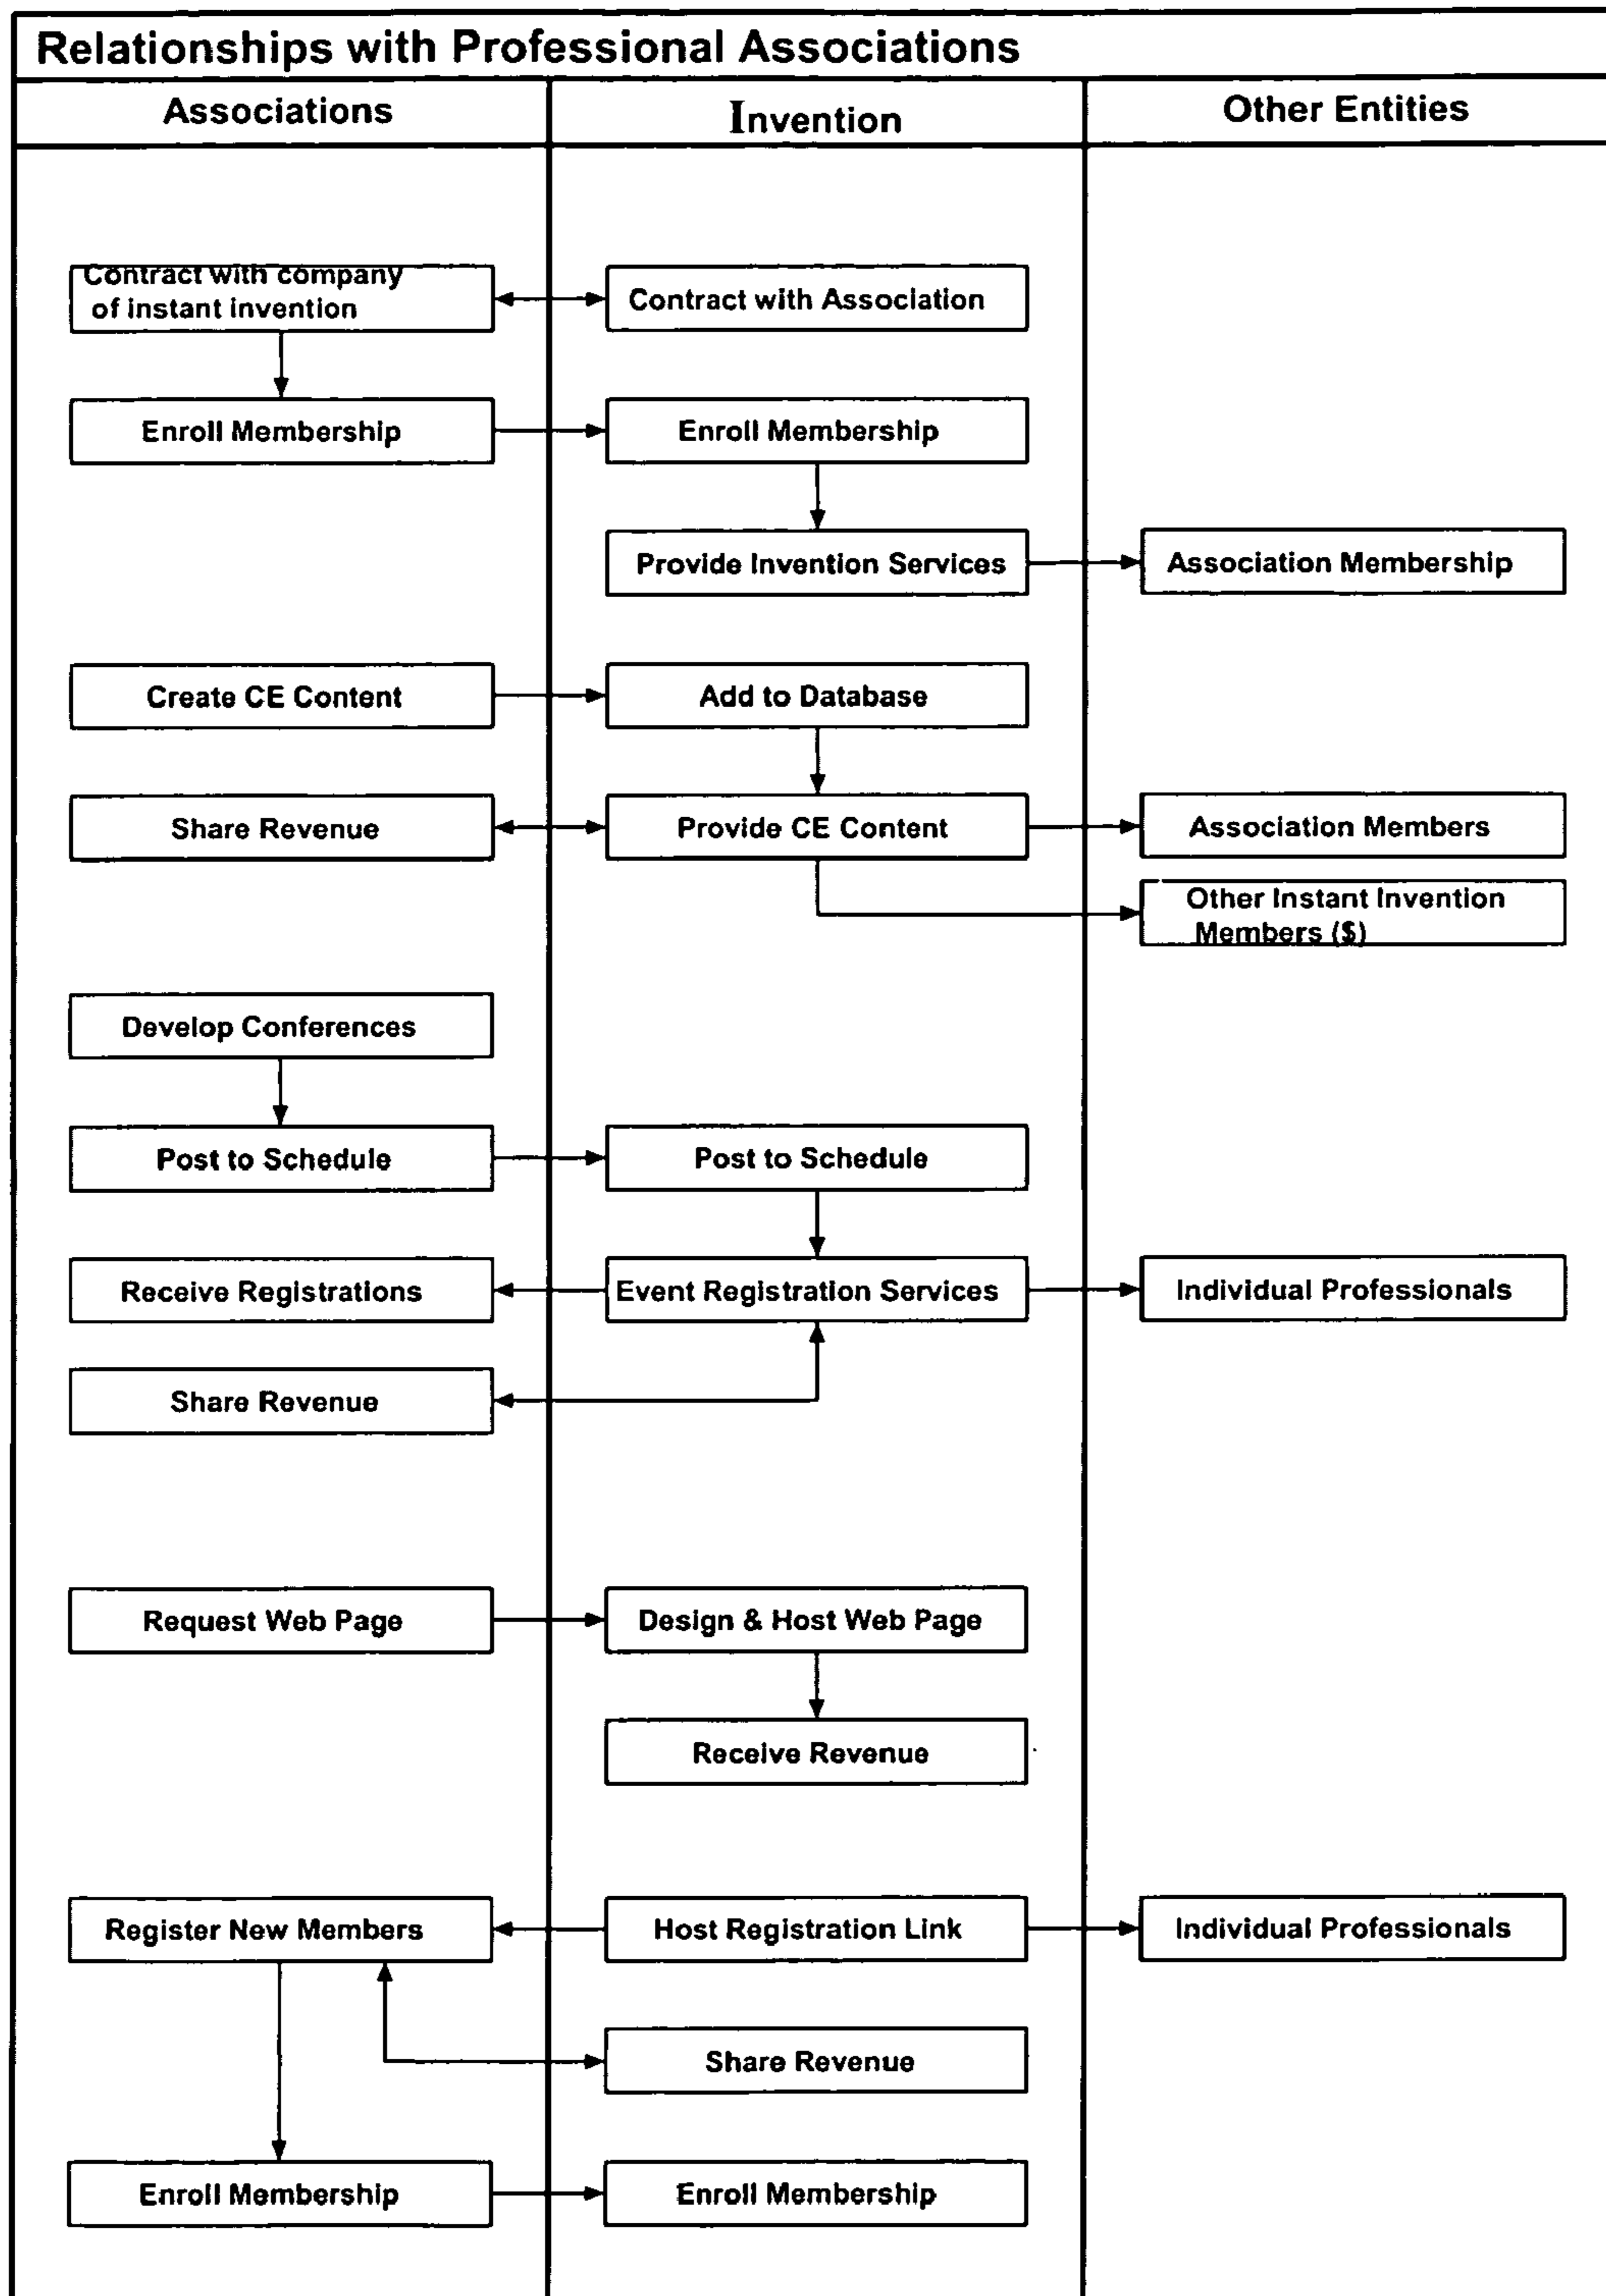 Relationships with Professional Associations
Associations
Invention
Other Entities
Contract with company
of instant invention
Contract with Association
Enroll Membership
Enroll Membership
Provide Invention Services
Association Membership
Create CE Content
Add to Database
Share Revenue
Provide CE Content
Association Members
Other Instant Invention
Members ($)
Develop Conferences
Post to Schedule
Post to Schedule
Receive Registrations
Event Registration Services
Individual Professionals
Share Revenue
Request Web Page
Design & Host Web Page
Receive Revenue
Register New Members
Host Registration Link
Individual Professionals
Share Revenue
Enroll Membership
Enroll Membership